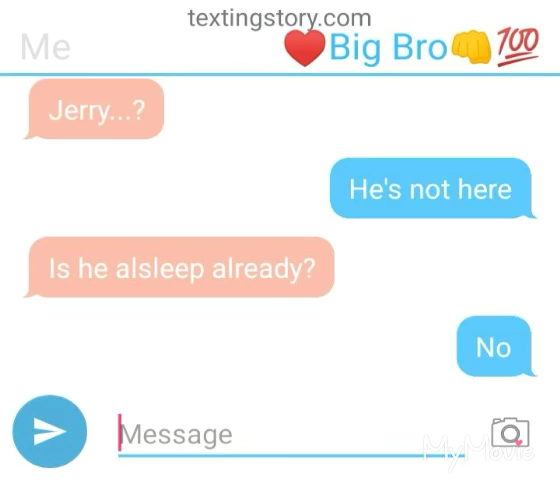 textingstory.com
Me
❤️Big Bro👊💯
Jerry...?
He's not here
Is he alsleep already?
No
Message
MyMovie